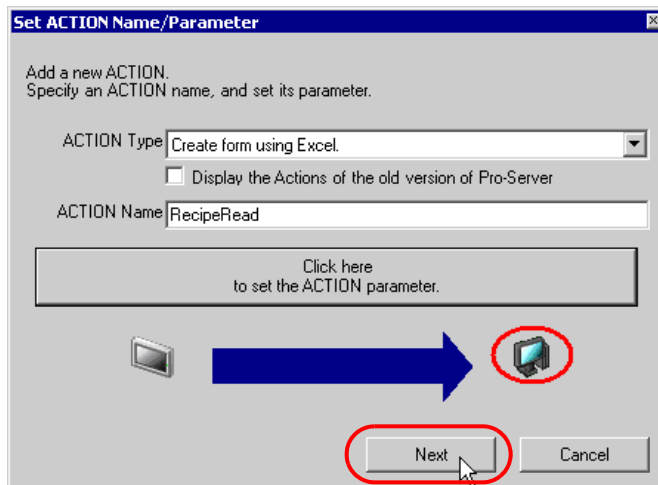 Set ACTION Name/Parameter
Add a new ACTION.
Specify an ACTION name, and set its parameter.
ACTION Type Create form using Excel.
Display the Actions of the old version of Pro-Server
ACTION Name RecipeRead
Click here
to set the ACTION parameter.
Next Cancel